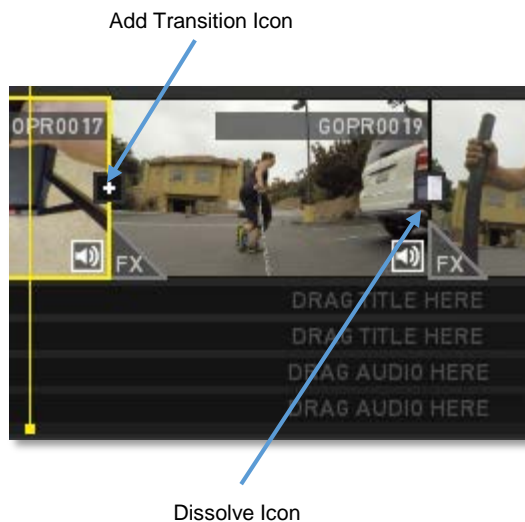 Add Transition Icon
OPR0017
GOPR0019
FX
FX
DRAG TITLE HERE
DRAG TITLE HERE
DRAG AUDIO HERE
DRAG AUDIO HERE
Dissolve Icon